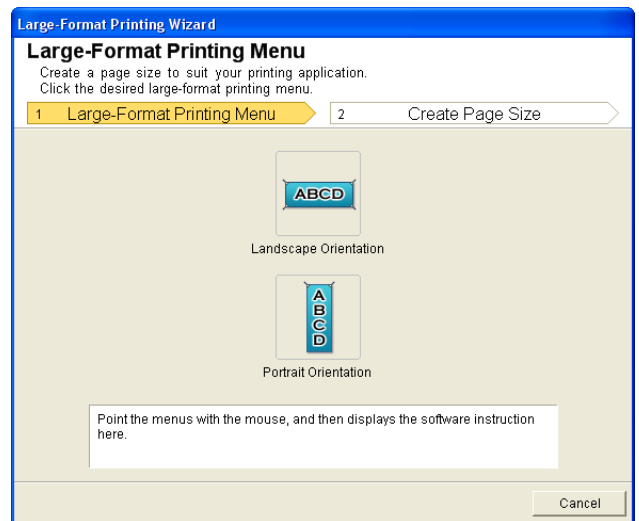 Large-Format Printing Wizard
Large-Format Printing Menu
Create a page size to suit your printing application.
Click the desired large-format printing menu.
1 Large-Format Printing Menu 2 Create Page Size
ABCD
Landscape Orientation
A
B
C
D
Portrait Orientation
Point the menus with the mouse, and then displays the software instruction
here.
Cancel